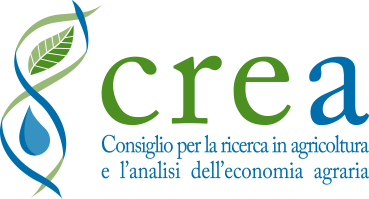 crea
Consiglio per la ricerca in agricoltura
e l'analisi dell'economia agraria